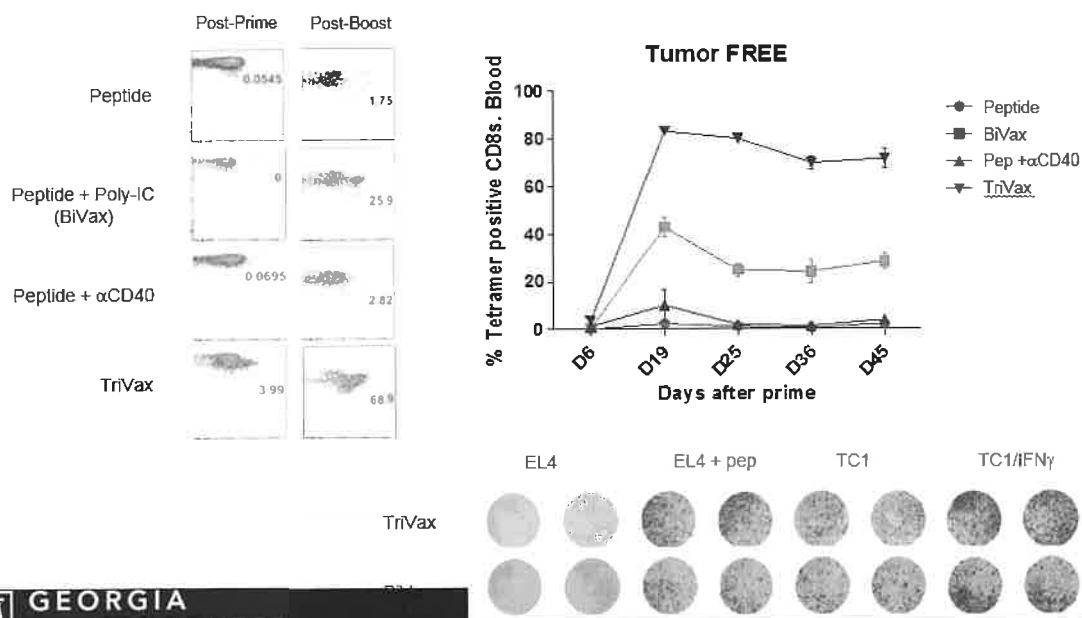 Post-Prime Post-Boost
Peptide
0.0545
1.75
Peptide + Poly-IC
(BiVax)
0
25.9
Peptide + αCD40
0.0695
2.82
TriVax
3.99
68.9
Tumor FREE
% Tetramer positive CD8s. Blood
100
80
60
40
20
0
D6 D19 D25 D36 D45
Days after prime
Peptide
BiVax
Pep +αCD40
TriVax
EL4 EL4 + pep TC1 TC1/IFNγ
TriVax
GEORGIA